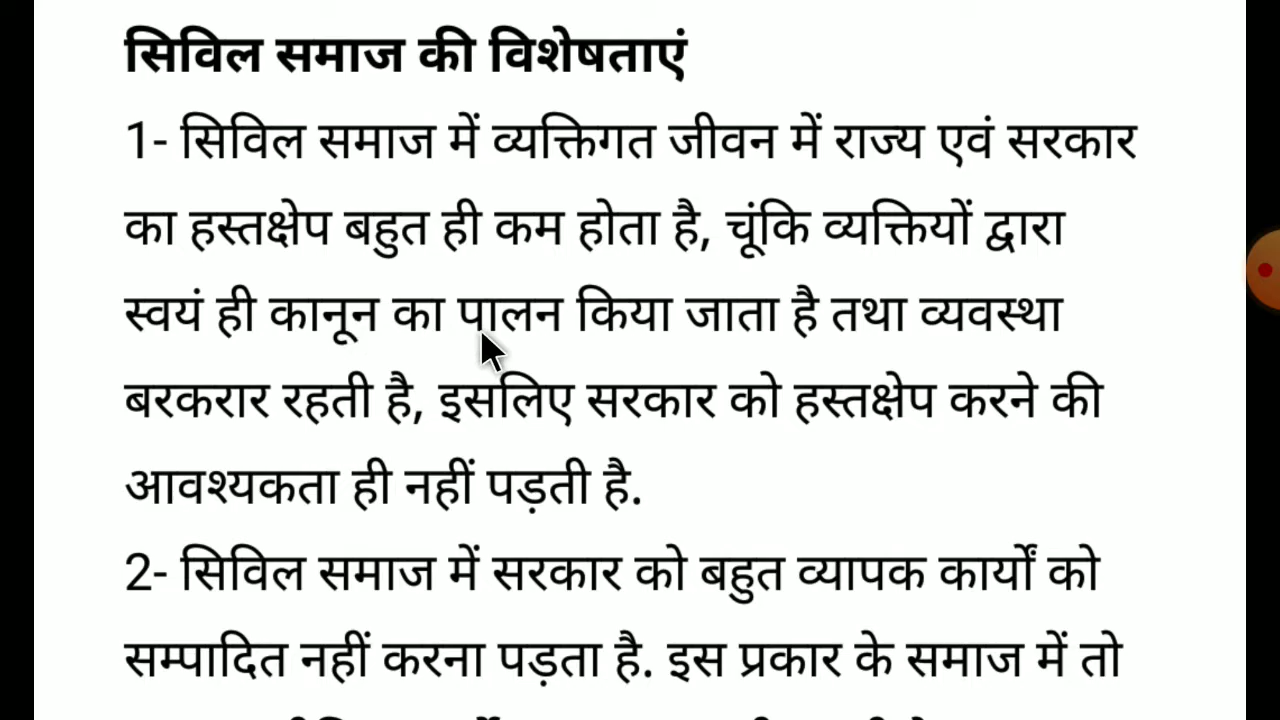 सिविल समाज की विशेषताएं
1- सिविल समाज में व्यक्तिगत जीवन में राज्य एवं सरकार
का हस्तक्षेप बहुत ही कम होता है, चूंकि व्यक्तियों द्वारा
स्वयं ही कानून का पालन किया जाता है तथा व्यवस्था
बरकरार रहती है, इसलिए सरकार को हस्तक्षेप करने की
आवश्यकता ही नहीं पड़ती है.
2- सिविल समाज में सरकार को बहुत व्यापक कार्यों को
सम्पादित नहीं करना पड़ता है. इस प्रकार के समाज में तो